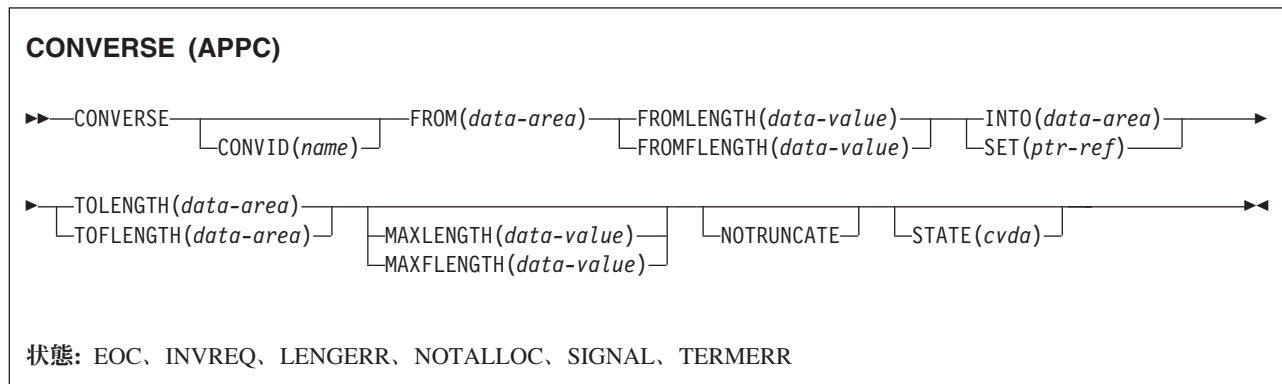 CONVERSE (APPC)
CONVERSE FROM(data-area) FROMLENGTH(data-value) INTO(data-area)
CONVID(name) FROMFLENGTH(data-value) SET(ptr-ref)
TOLENGTH(data-area)
TOFLENGTH(data-area) MAXLENGTH(data-value) NOTRUNCATE STATE(cvda)
MAXFLENGTH(data-value)
状態: EOC、INVREQ、LENGERR、NOTALLOC、SIGNAL、TERMERR